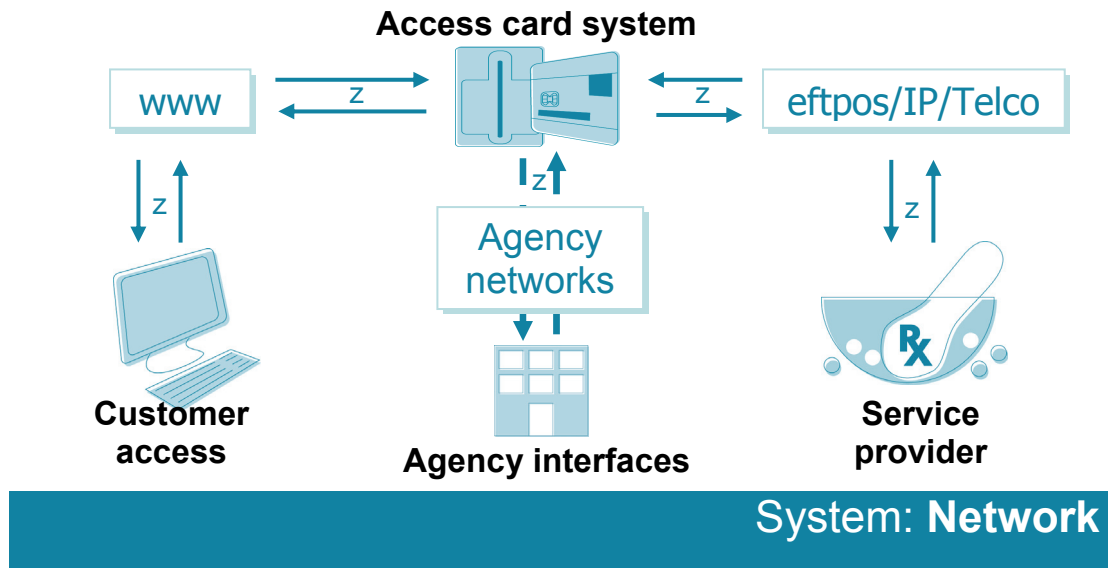 Access card system
www
z
z
eftpos/IP/Telco
z
z
z
Agency
networks
Rx
Customer
access
Agency interfaces
Service
provider
System: Network